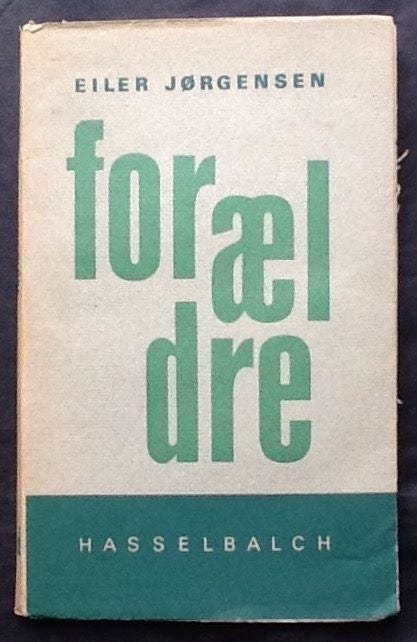 EILER JØRGENSEN
for
æl
dre
HASSELBALCH